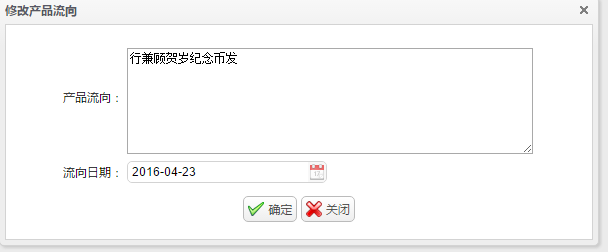 修改产品流向
行兼顾贺岁纪念币发
产品流向：
流向日期： 2016-04-23
确定 关闭